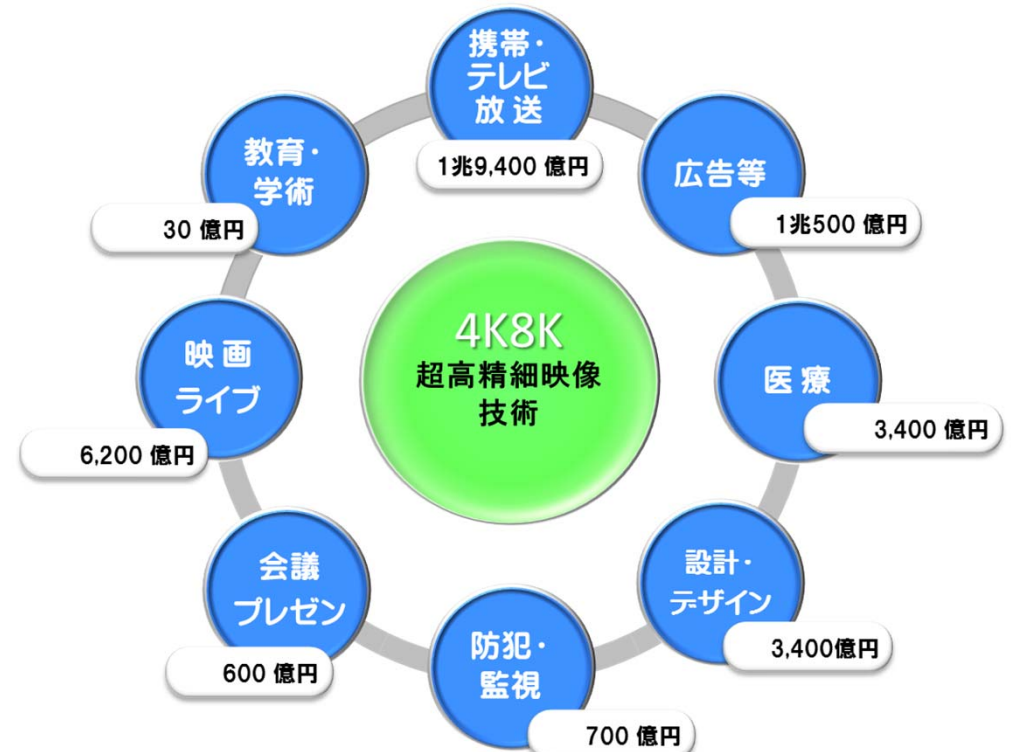 携帯・
テレビ
放送
1兆9,400 億円
広告等
1兆500 億円
医療
3,400 億円
設計・
デザイン
3,400億円
防犯・
監視
700 億円
会議
プレゼン
600 億円
映画
ライブ
6,200 億円
教育・
学術
30 億円
4K8K
超高精細映像
技術